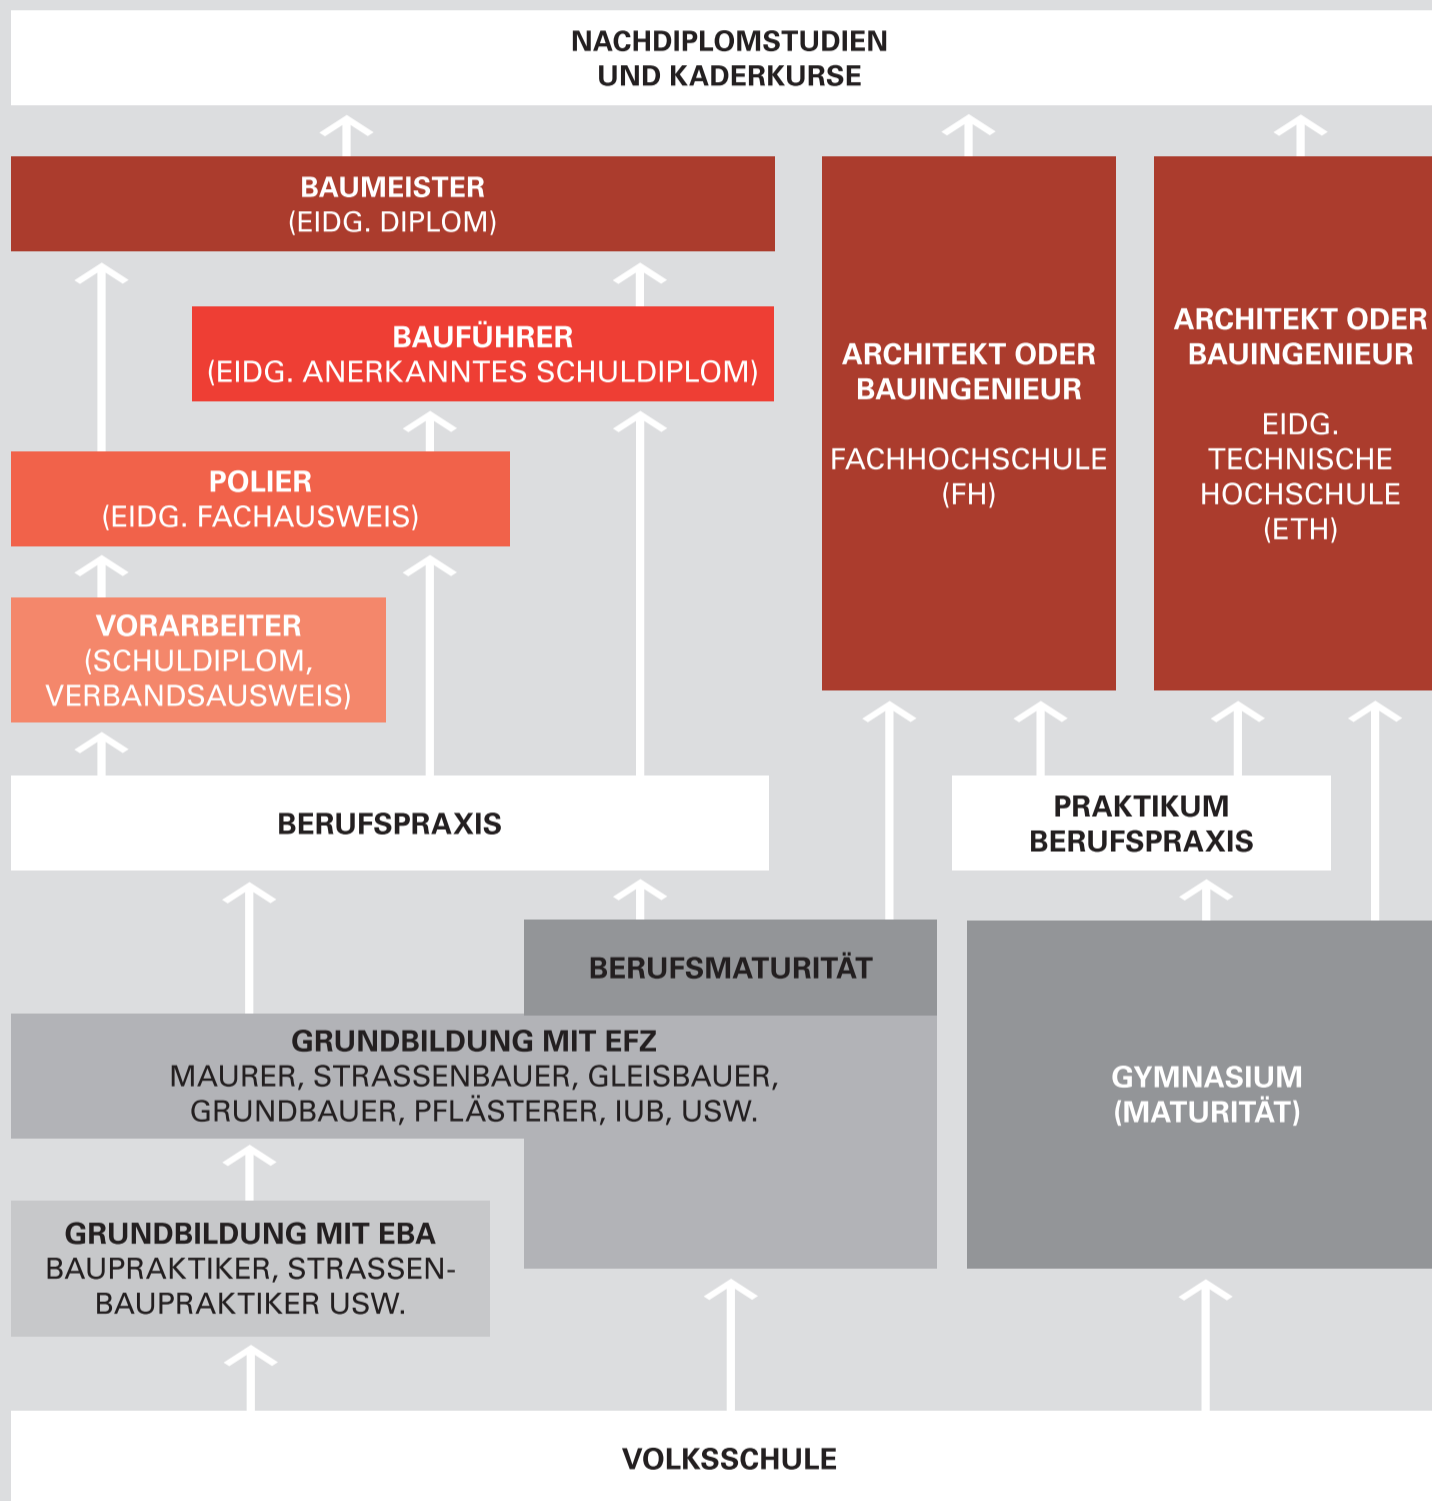 NACHDIPLOMSTUDIEN
UND KADERKURSE
BAUMEISTER
(EIDG. DIPLOM)
BAUFÜHRER
(EIDG. ANERKANNTES SCHULDIPLOM)
POLIER
(EIDG. FACHAUSWEIS)
VORARBEITER
(SCHULDIPLOM,
VERBANDSAUSWEIS)
ARCHITEKT ODER
BAUINGENIEUR
FACHHOCHSCHULE
(FH)
ARCHITEKT ODER
BAUINGENIEUR
EIDG.
TECHNISCHE
HOCHSCHULE
(ETH)
BERUFSPRAXIS
PRAKTIKUM
BERUFSPRAXIS
BERUFSMATURITÄT
GRUNDBILDUNG MIT EFZ
MAURER, STRASSENBAUER, GLEISBAUER,
GRUNDBAUER, PFLÄSTERER, IUB, USW.
GYMNASIUM
(MATURITÄT)
GRUNDBILDUNG MIT EBA
BAUPRAKTIKER, STRASSEN-
BAUPRAKTIKER USW.
VOLKSSCHULE